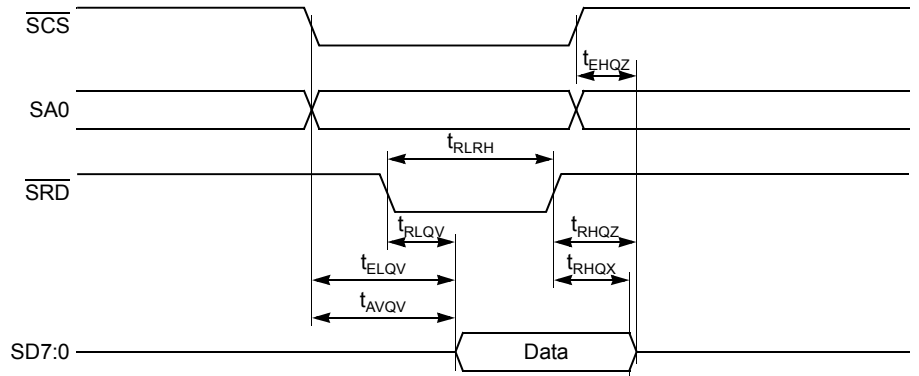 SCS
tEHQZ
SA0
tRLRH
SRD
tRLQV
tRHQZ
tELQV
tRHQX
tAVQV
SD7:0
Data